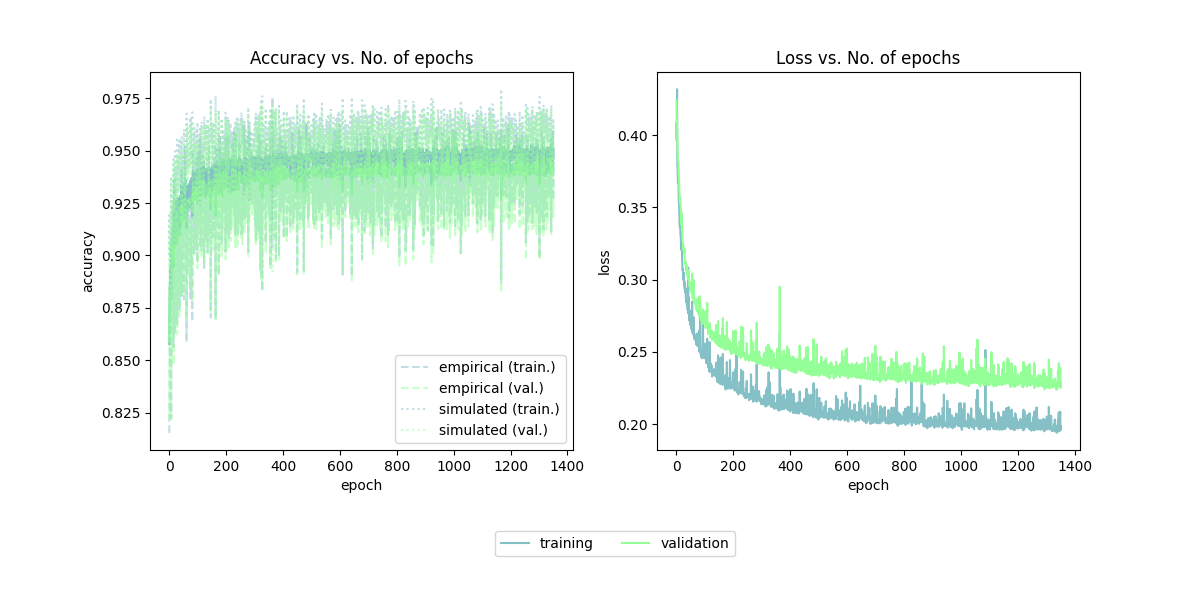 Accuracy vs. No. of epochs
0.975
0.950
0.925
0.900
0.875
0.850
0.825
accuracy
empirical (train.)
empirical (val.)
simulated (train.)
simulated (val.)
0 200 400 600 800 1000 1200 1400
epoch
Loss vs. No. of epochs
0.40
0.35
0.30
0.25
0.20
loss
0 200 400 600 800 1000 1200 1400
epoch
training validation